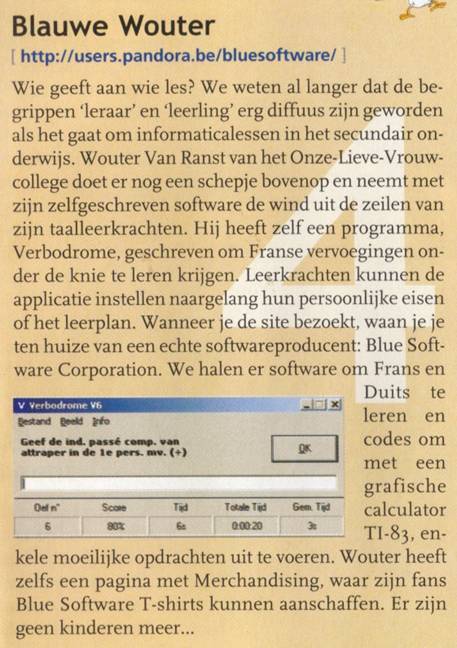 Blauwe Wouter
[ http://users.pandora.be/bluesoftware/ ]
Wie geeft aan wie les? We weten al langer dat de be-
grippen ‘leraar’ en ‘leerling’ erg diffuus zijn geworden
als het gaat om informaticalessen in het secundair on-
derwijs. Wouter Van Ranst van het Onze-Lieve-Vrouw-
college doet er nog een schepje bovenop en neemt met
zijn zelfgeschreven software de wind uit de zeilen van
zijn taalleerkrachten. Hij heeft zelf een programma,
Verbodrome, geschreven om Franse vervoegingen on-
der de knie te leren krijgen. Leerkrachten kunnen de
applicatie instellen naargelang hun persoonlijke eisen
of het leerplan. Wanneer je de site bezoekt, waan je je
ten huize van een echte softwareproducent: Blue Soft-
ware Corporation. We halen er software om Frans en
Duits te
leren en
codes om
met een
grafische
calculator
TI-83, en-
kele moeilijke opdrachten uit te voeren. Wouter heeft
zelfs een pagina met Merchandising, waar zijn fans
Blue Software T-shirts kunnen aanschaffen. Er zijn
geen kinderen meer...
4
V Verbodrome V6
Bestand Beeld Info
Geef de ind. passé comp. van
attraper in de 1e pers. mv. (+)
OK
Oef n° Score Tijd Totale Tijd Gem. Tijd
6 80% 6s 0:00:20 3s